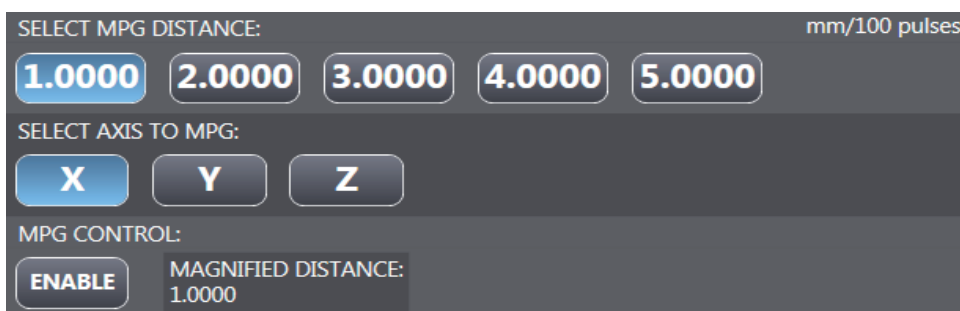 SELECT MPG DISTANCE: mm/100 pulses
1.0000 2.0000 3.0000 4.0000 5.0000
SELECT AXIS TO MPG:
X Y Z
MPG CONTROL:
ENABLE
MAGNIFIED DISTANCE:
1.0000